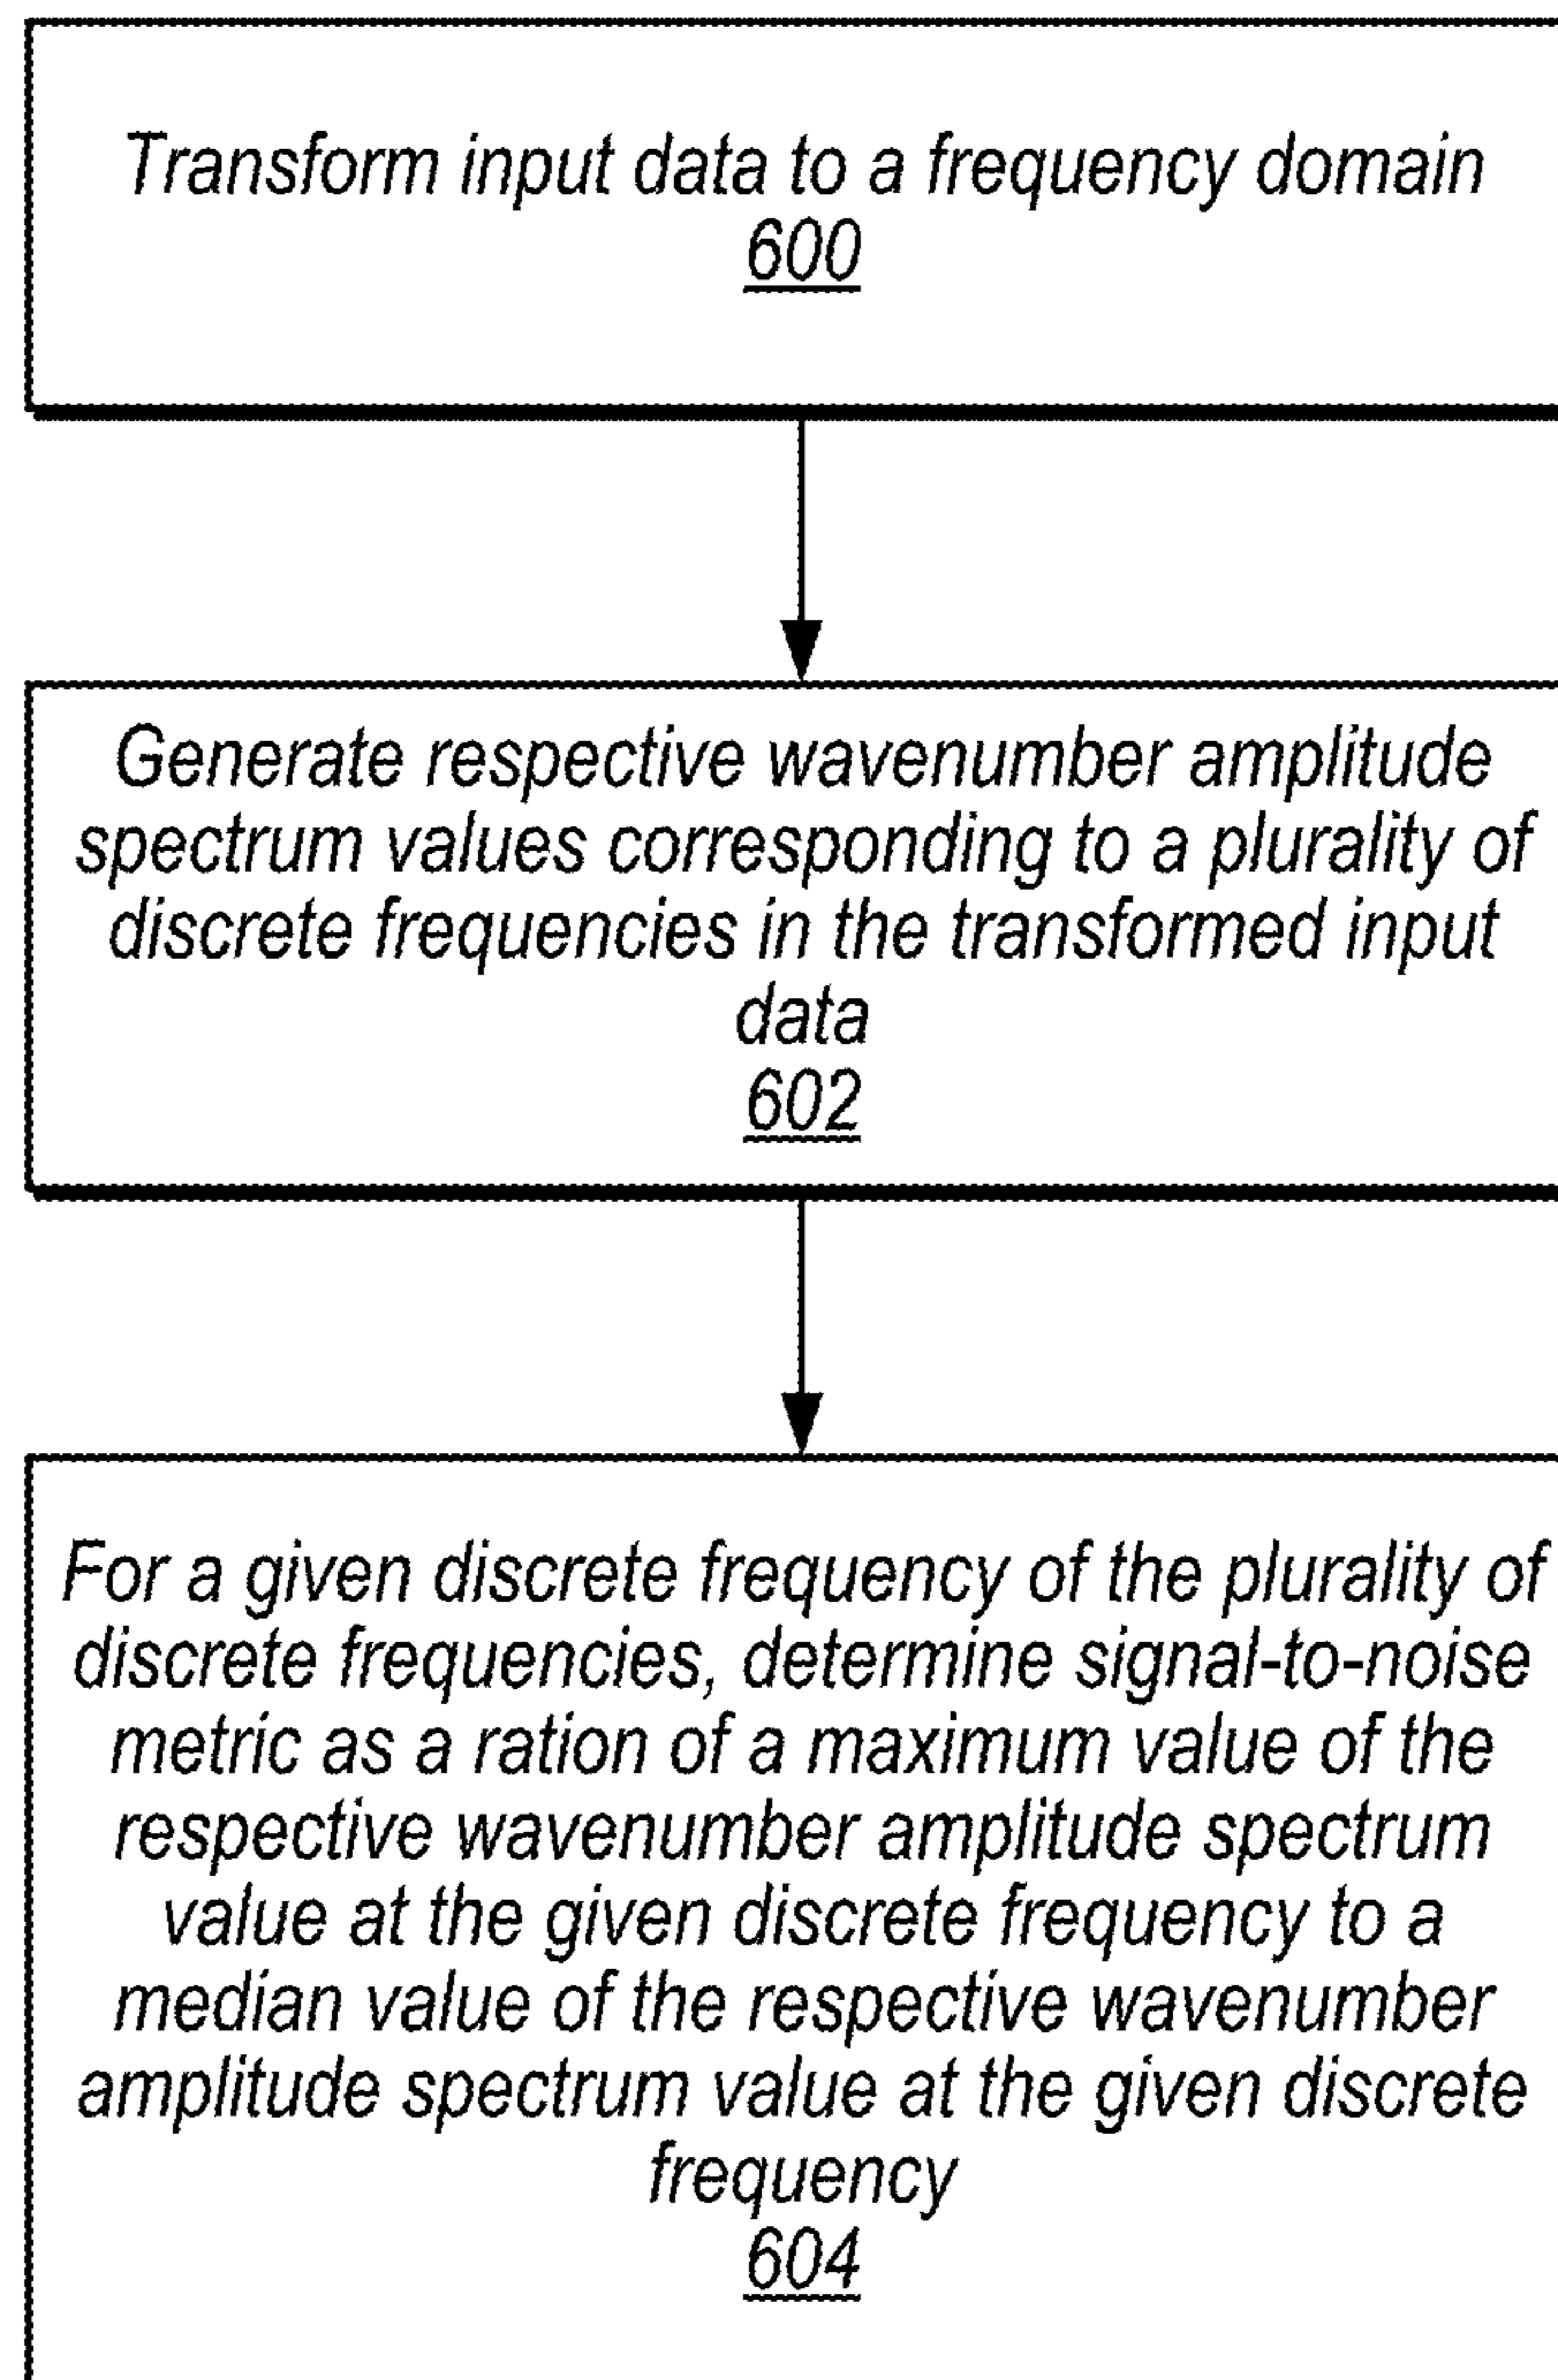 Transform input data to a frequency domain
600
Generate respective wavenumber amplitude
spectrum values corresponding to a plurality of
discrete frequencies in the transformed input
data
602
For a given discrete frequency of the plurality of
discrete frequencies, determine signal-to-noise
metric as a ration of a maximum value of the
respective wavenumber amplitude spectrum
value at the given discrete frequency to a
median value of the respective wavenumber
amplitude spectrum value at the given discrete
frequency
604